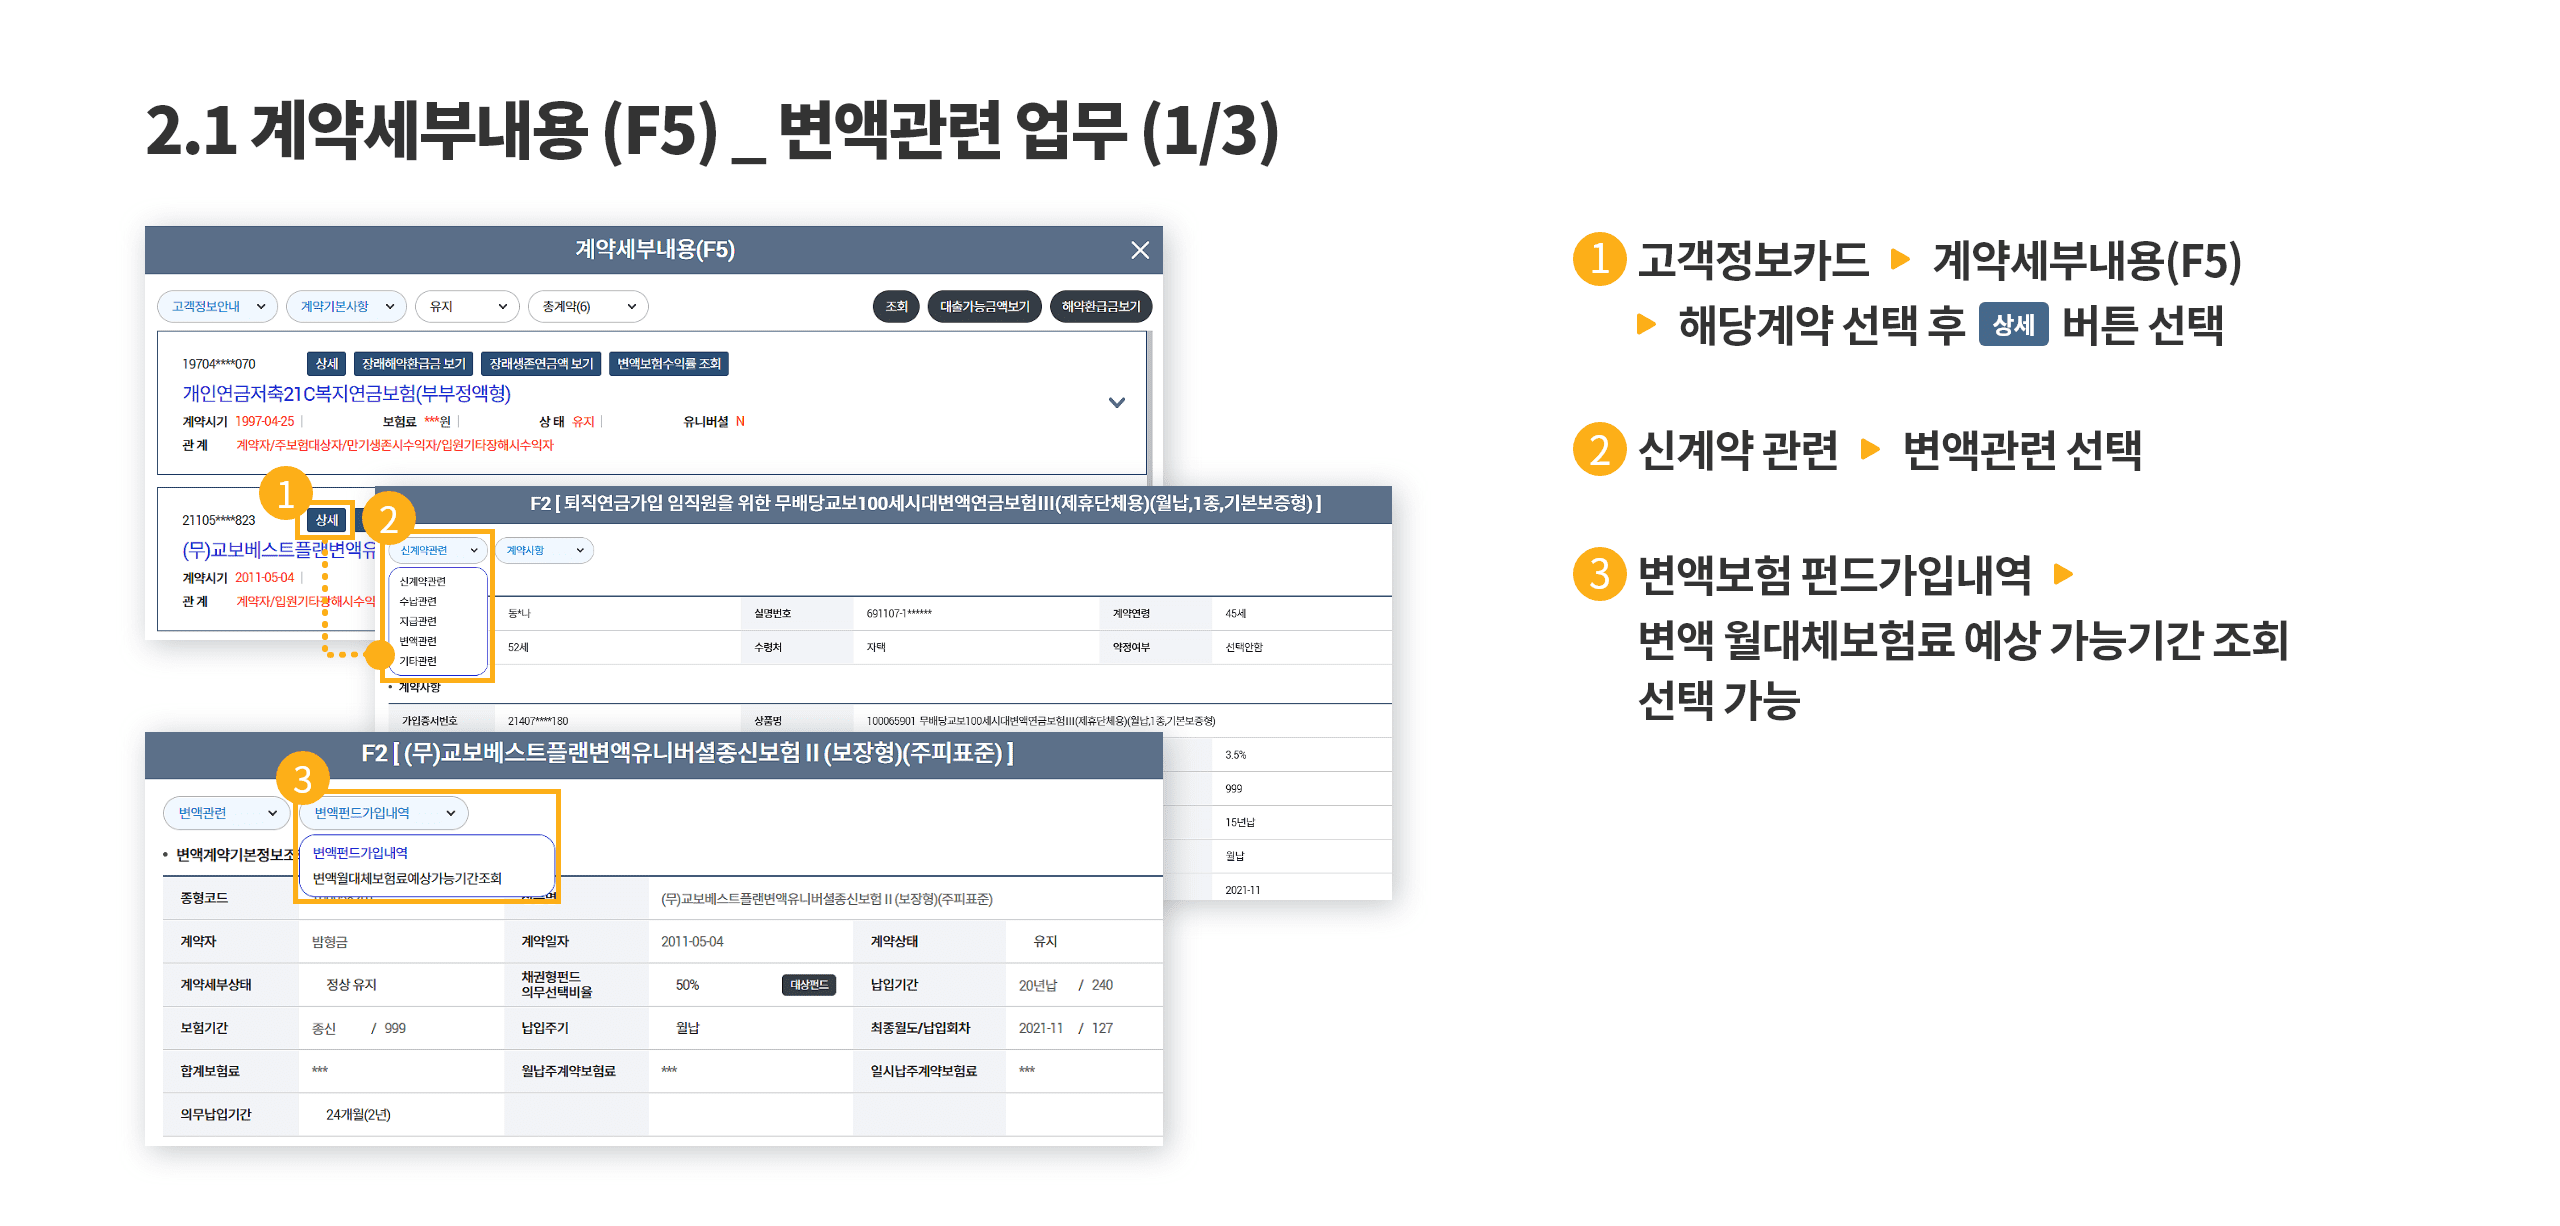 2.1 계약세부내용 (F5) _ 변액관련 업무 (1/3)
계약세부내용(F5)
고객정보안내 계약기본사항 유지 총계약(6) 조회 대출가능금액보기 해약환급금보기
19704****070 상세 장래해약환급금 보기 장래생존연금액 보기 변액보험수익률 조회
개인연금저축21C복지연금보험(부부정액형)
계약시기 1997-04-25 보험료 ***원 상 태 유지 유니버셜 N
관 계 계약자/주보험대상자/만기생존시수익자/입원기타장해시수익자
1
21105****823 상세
(무)교보베스트플랜변액유
계약시기 2011-05-04
관 계 계약자/입원기타장해시수익
2
F2 [ 퇴직연금가입 임직원을 위한 무배당교보100세시대변액연금보험III(제휴단체용)(월납,1종,기본보증형) ]
신계약관련 계약사항
신계약관련
수납관련
지급관련
변액관련
기타관련
동*나 실명번호 691107-1****** 계약연령 45세
52세 수령처 자택 약정여부 선택안함
• 계약사항
가입증서번호 21407****180 상품명 100065901 무배당교보100세시대변액연금보험III(제휴단체용)(월납,1종,기본보증형)
3.5%
999
15년납
월납
2021-11
F2 [ (무)교보베스트플랜변액유니버셜종신보험 II (보장형)(주피표준) ]
3
변액관련 변액펀드가입내역
변액펀드가입내역
변액월대체보험료예상가능기간조회
• 변액계약기본정보조
종형코드 (무)교보베스트플랜변액유니버셜종신보험 II (보장형)(주피표준)
계약자 밤형금 계약일자 2011-05-04 계약상태 유지
계약세부상태 정상 유지 채권형펀드 의무선택비율 50% 대상펀드 납입기간 20년납 / 240
보험기간 종신 / 999 납입주기 월납 최종월도/납입회차 2021-11 / 127
합계보험료 *** 월납주계약보험료 *** 일시납주계약보험료 ***
의무납입기간 24개월(2년)
1 고객정보카드 ▶ 계약세부내용(F5)
▶ 해당계약 선택 후 상세 버튼 선택
2 신계약 관련 ▶ 변액관련 선택
3 변액보험 펀드가입내역 ▶
변액 월대체보험료 예상 가능기간 조회
선택 가능